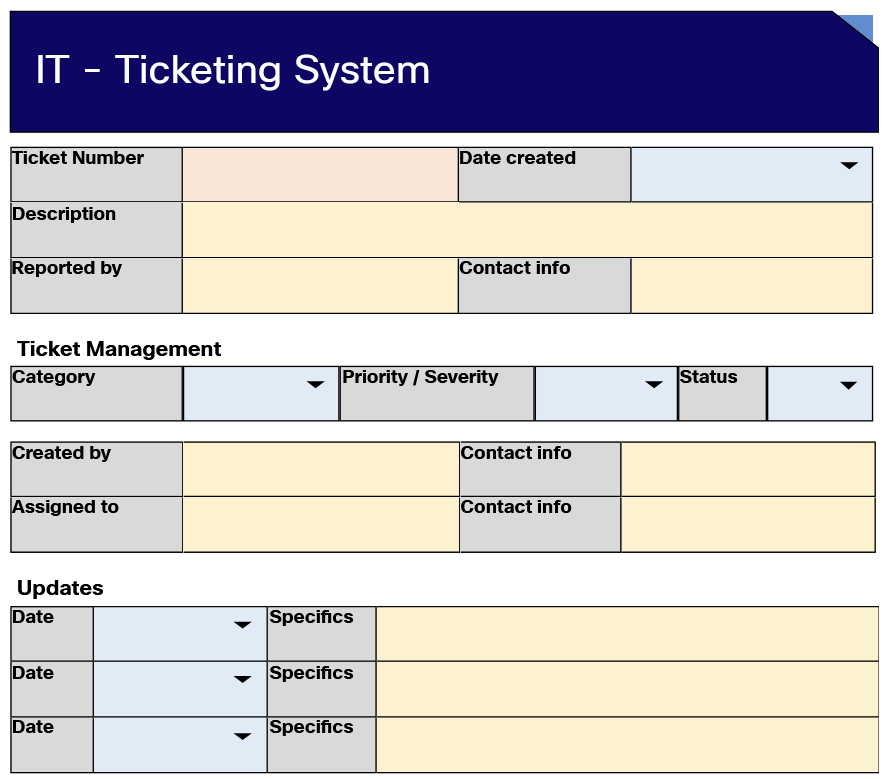 IT - Ticketing System
Ticket Number Date created
Description
Reported by Contact info
Ticket Management
Category Priority / Severity Status
Created by Contact info
Assigned to Contact info
Updates
Date Specifics
Date Specifics
Date Specifics